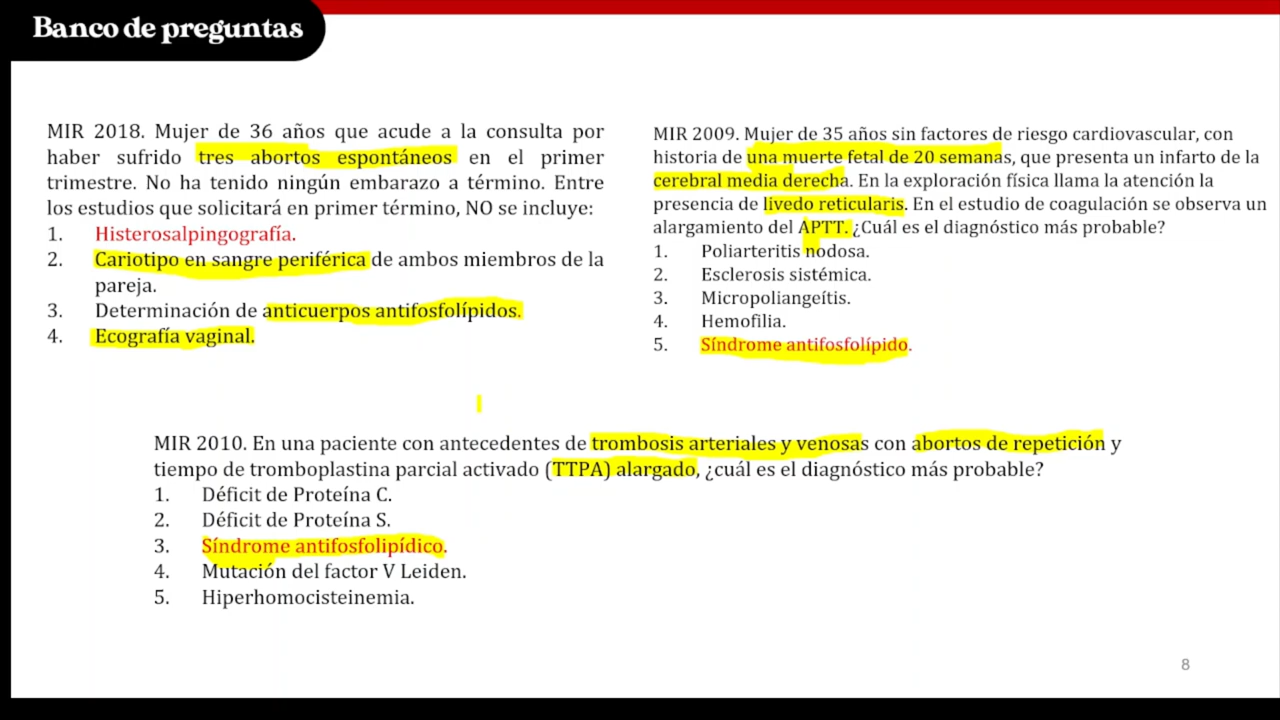 Banco de preguntas
MIR 2018. Mujer de 36 años que acude a la consulta por
haber sufrido tres abortos espontáneos en el primer
trimestre. No ha tenido ningún embarazo a término. Entre
los estudios que solicitará en primer término, NO se incluye:
1. Histerosalpingografía.
2. Cariotipo en sangre periférica de ambos miembros de la
pareja.
3. Determinación de anticuerpos antifosfolípidos.
4. Ecografía vaginal.
MIR 2009. Mujer de 35 años sin factores de riesgo cardiovascular, con
historia de una muerte fetal de 20 semanas, que presenta un infarto de la
cerebral media derecha. En la exploración física llama la atención la
presencia de livedo reticularis. En el estudio de coagulación se observa un
alargamiento del APTT. ¿Cuál es el diagnóstico más probable?
1. Poliarteritis nodosa.
2. Esclerosis sistémica.
3. Micropoliangeítis.
4. Hemofilia.
5. Síndrome antifosfolípido.
MIR 2010. En una paciente con antecedentes de trombosis arteriales y venosas con abortos de repetición y
tiempo de tromboplastina parcial activado (TTPA) alargado, ¿cuál es el diagnóstico más probable?
1. Déficit de Proteína C.
2. Déficit de Proteína S.
3. Síndrome antifosfolipídico.
4. Mutación del factor V Leiden.
5. Hiperhomocisteinemia.
8